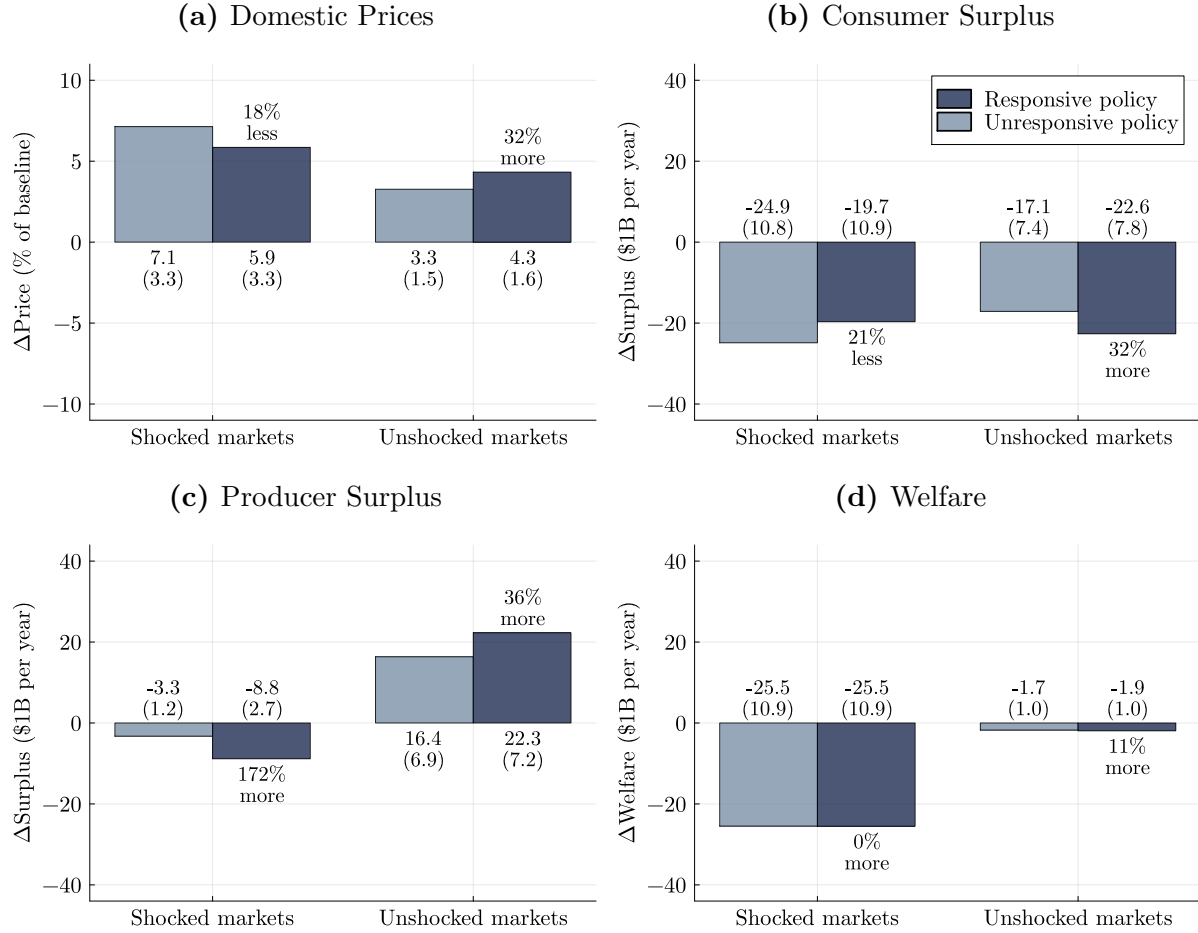 (a) Domestic Prices
ΔPrice (% of baseline)
10
5
0
−5
−10
18%
less
32%
more
7.1
(3.3)
5.9
(3.3)
3.3
(1.5)
4.3
(1.6)
Shocked markets
Unshocked markets
(b) Consumer Surplus
ΔSurplus ($1B per year)
40
20
0
−20
−40
Responsive policy
Unresponsive policy
-24.9
(10.8)
-19.7
(10.9)
-17.1
(7.4)
-22.6
(7.8)
21%
less
32%
more
Shocked markets
Unshocked markets
(c) Producer Surplus
ΔSurplus ($1B per year)
40
20
0
−20
−40
36%
more
-3.3
(1.2)
-8.8
(2.7)
16.4
(6.9)
22.3
(7.2)
172%
more
Shocked markets
Unshocked markets
(d) Welfare
ΔWelfare ($1B per year)
40
20
0
−20
−40
-25.5
(10.9)
-25.5
(10.9)
-1.7
(1.0)
-1.9
(1.0)
11%
more
0%
more
Shocked markets
Unshocked markets